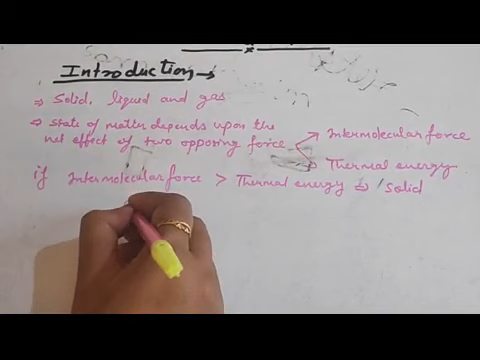 Introduction →
⇒ Solid, liquid and gas
⇒ State of matter depends upon the
net effect of two opposing force → Intermolecular force
→ Thermal energy
if Intermolecular force > Thermal energy ⇒ Solid